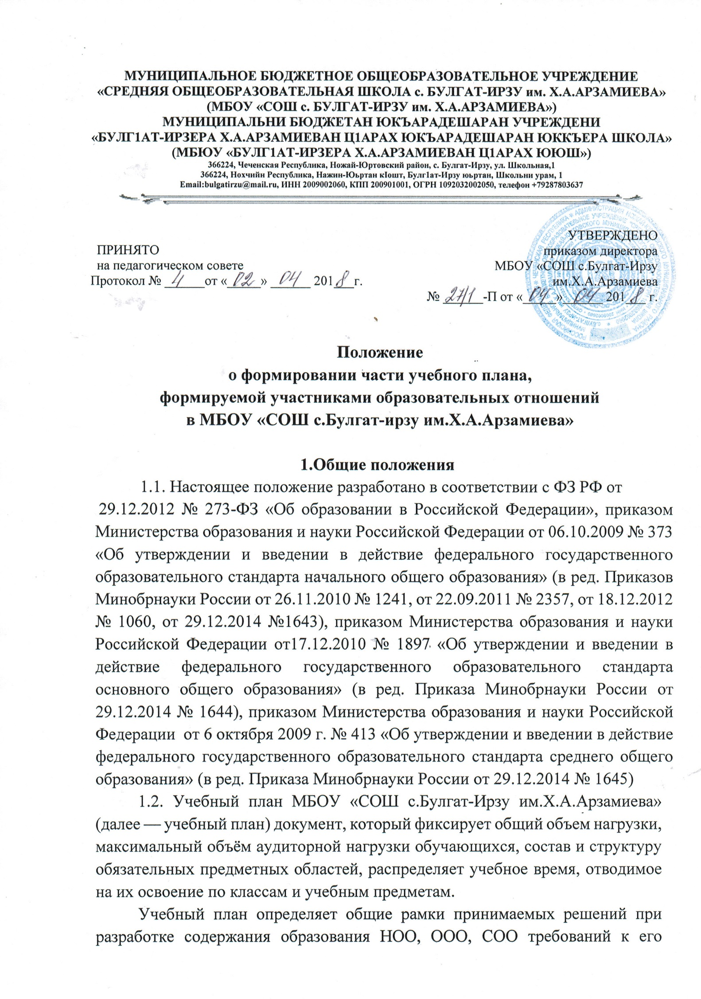 МУНИЦИПАЛЬНОЕ БЮДЖЕТНОЕ ОБЩЕОБРАЗОВАТЕЛЬНОЕ УЧРЕЖДЕНИЕ
«СРЕДНЯЯ ОБЩЕОБРАЗОВАТЕЛЬНАЯ ШКОЛА с. БУЛГАТ-ИРЗУ им. Х.А.АРЗАМИЕВА»
(МБОУ «СОШ с. БУЛГАТ-ИРЗУ им. Х.А.АРЗАМИЕВА»)
МУНИЦИПАЛЬНИ БЮДЖЕТАН ЮКЪАРАДЕШАРАН УЧРЕЖДЕНИ
«БУЛГ1АТ-ИРЗЕРА Х.А.АРЗАМИЕВАН Ц1АРАХ ЮКЪАРАДЕШАРАН ЮККЪЕРА ШКОЛА»
(МБЮУ «БУЛГ1АТ-ИРЗЕРА Х.А.АРЗАМИЕВАН Ц1АРАХ ЮЮШ»)
366224, Чеченская Республика, Ножай-Юртовский район, с. Булгат-Ирзу, ул. Школьная,1
366224, Нохчийн Республика, Нажин-Юьртан кIошт, Булг1ат-Ирзу юьртан, Школьни урам, 1
Email:bulgatirzu@mail.ru, ИНН 2009002060, КПП 200901001, ОГРН 1092032002050, телефон +79287803637
УТВЕРЖДЕНО
ПРИНЯТО приказом директора
на педагогическом совете МБОУ «СОШ с.Булгат-Ирзу
Протокол № 4 от «02» 04 2018 г. им.Х.А.Арзамиева
№ 27/1-П от «04» 04 2018 г.
Положение
о формировании части учебного плана,
формируемой участниками образовательных отношений
в МБОУ «СОШ с.Булгат-ирзу им.Х.А.Арзамиева»
1.Общие положения
1.1. Настоящее положение разработано в соответствии с ФЗ РФ от
29.12.2012 № 273-ФЗ «Об образовании в Российской Федерации», приказом
Министерства образования и науки Российской Федерации от 06.10.2009 № 373
«Об утверждении и введении в действие федерального государственного
образовательного стандарта начального общего образования» (в ред. Приказов
Минобрнауки России от 26.11.2010 № 1241, от 22.09.2011 № 2357, от 18.12.2012
№ 1060, от 29.12.2014 №1643), приказом Министерства образования и науки
Российской Федерации от17.12.2010 № 1897 «Об утверждении и введении в
действие федерального государственного образовательного стандарта
основного общего образования» (в ред. Приказа Минобрнауки России от
29.12.2014 № 1644), приказом Министерства образования и науки Российской
Федерации от 6 октября 2009 г. № 413 «Об утверждении и введении в действие
федерального государственного образовательного стандарта среднего общего
образования» (в ред. Приказа Минобрнауки России от 29.12.2014 № 1645)
1.2. Учебный план МБОУ «СОШ с.Булгат-Ирзу им.Х.А.Арзамиева»
(далее — учебный план) документ, который фиксирует общий объем нагрузки,
максимальный объём аудиторной нагрузки обучающихся, состав и структуру
обязательных предметных областей, распределяет учебное время, отводимое
на их освоение по классам и учебным предметам.
Учебный план определяет общие рамки принимаемых решений при
разработке содержания образования НОО, ООО, СОО требований к его